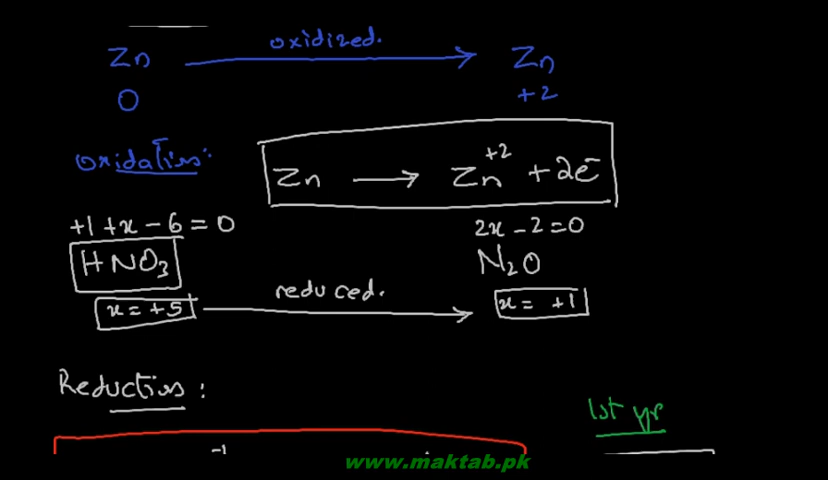 Zn oxidized. Zn
0 +2
oxidation:
Zn → Zn+2 + 2e-
+1 + x - 6 = 0 2x - 2 = 0
HNO3 N2O
x = +5 reduced. x = +1
Reduction:
1st yr
-1
www.maktab.pk